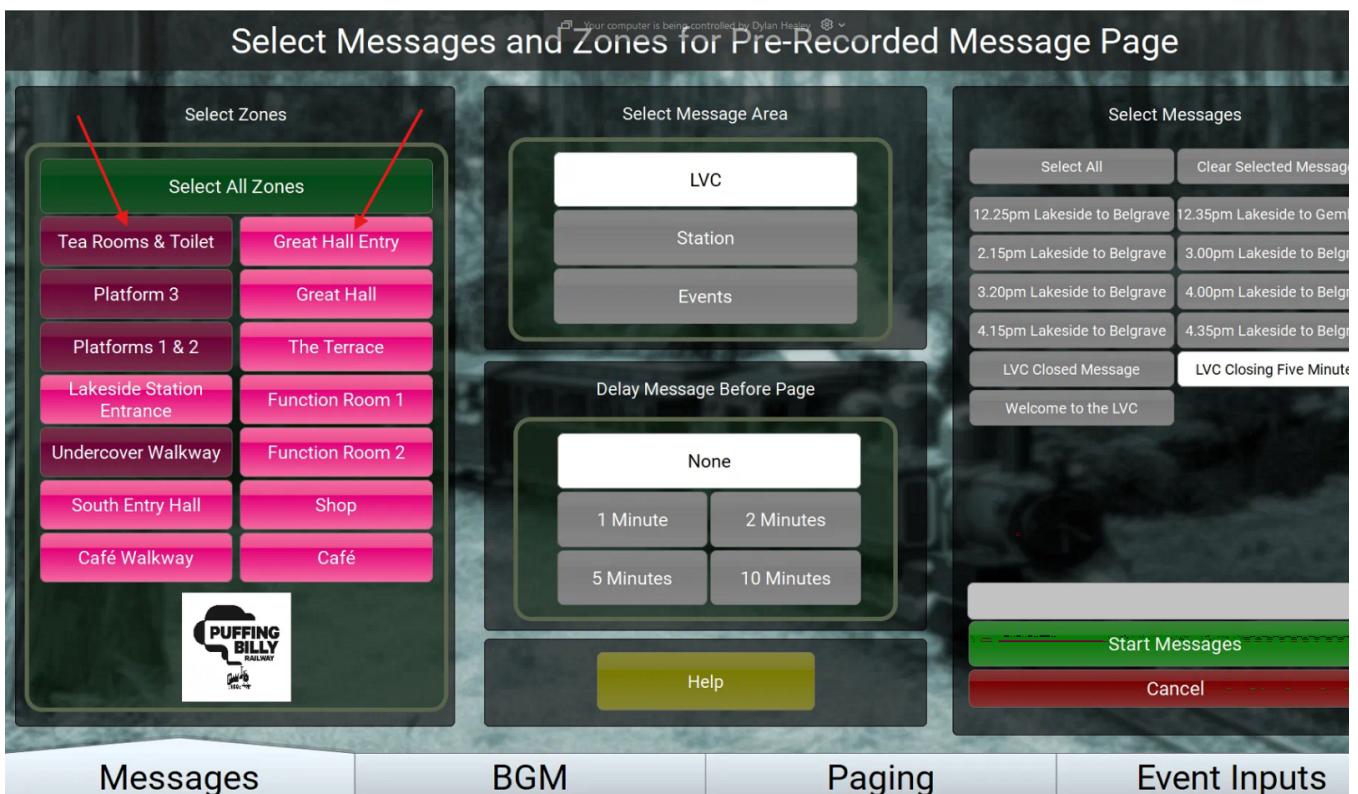 Your computer is being controlled by Dylan Healey
Select Messages and Zones for Pre-Recorded Message Page
Select Zones
Select All Zones
Tea Rooms & Toilet
Great Hall Entry
Platform 3
Great Hall
Platforms 1 & 2
The Terrace
Lakeside Station
Entrance
Function Room 1
Undercover Walkway
Function Room 2
South Entry Hall
Shop
Café Walkway
Café
PUFFING
BILLY
RAILWAY
Select Message Area
LVC
Station
Events
Delay Message Before Page
None
1 Minute
2 Minutes
5 Minutes
10 Minutes
Help
Select Messages
Select All
Clear Selected Message
12.25pm Lakeside to Belgrave
12.35pm Lakeside to Gem
2.15pm Lakeside to Belgrave
3.00pm Lakeside to Belgr
3.20pm Lakeside to Belgrave
4.00pm Lakeside to Belgr
4.15pm Lakeside to Belgrave
4.35pm Lakeside to Belgr
LVC Closed Message
LVC Closing Five Minute
Welcome to the LVC
Start Messages
Cancel
Messages
BGM
Paging
Event Inputs